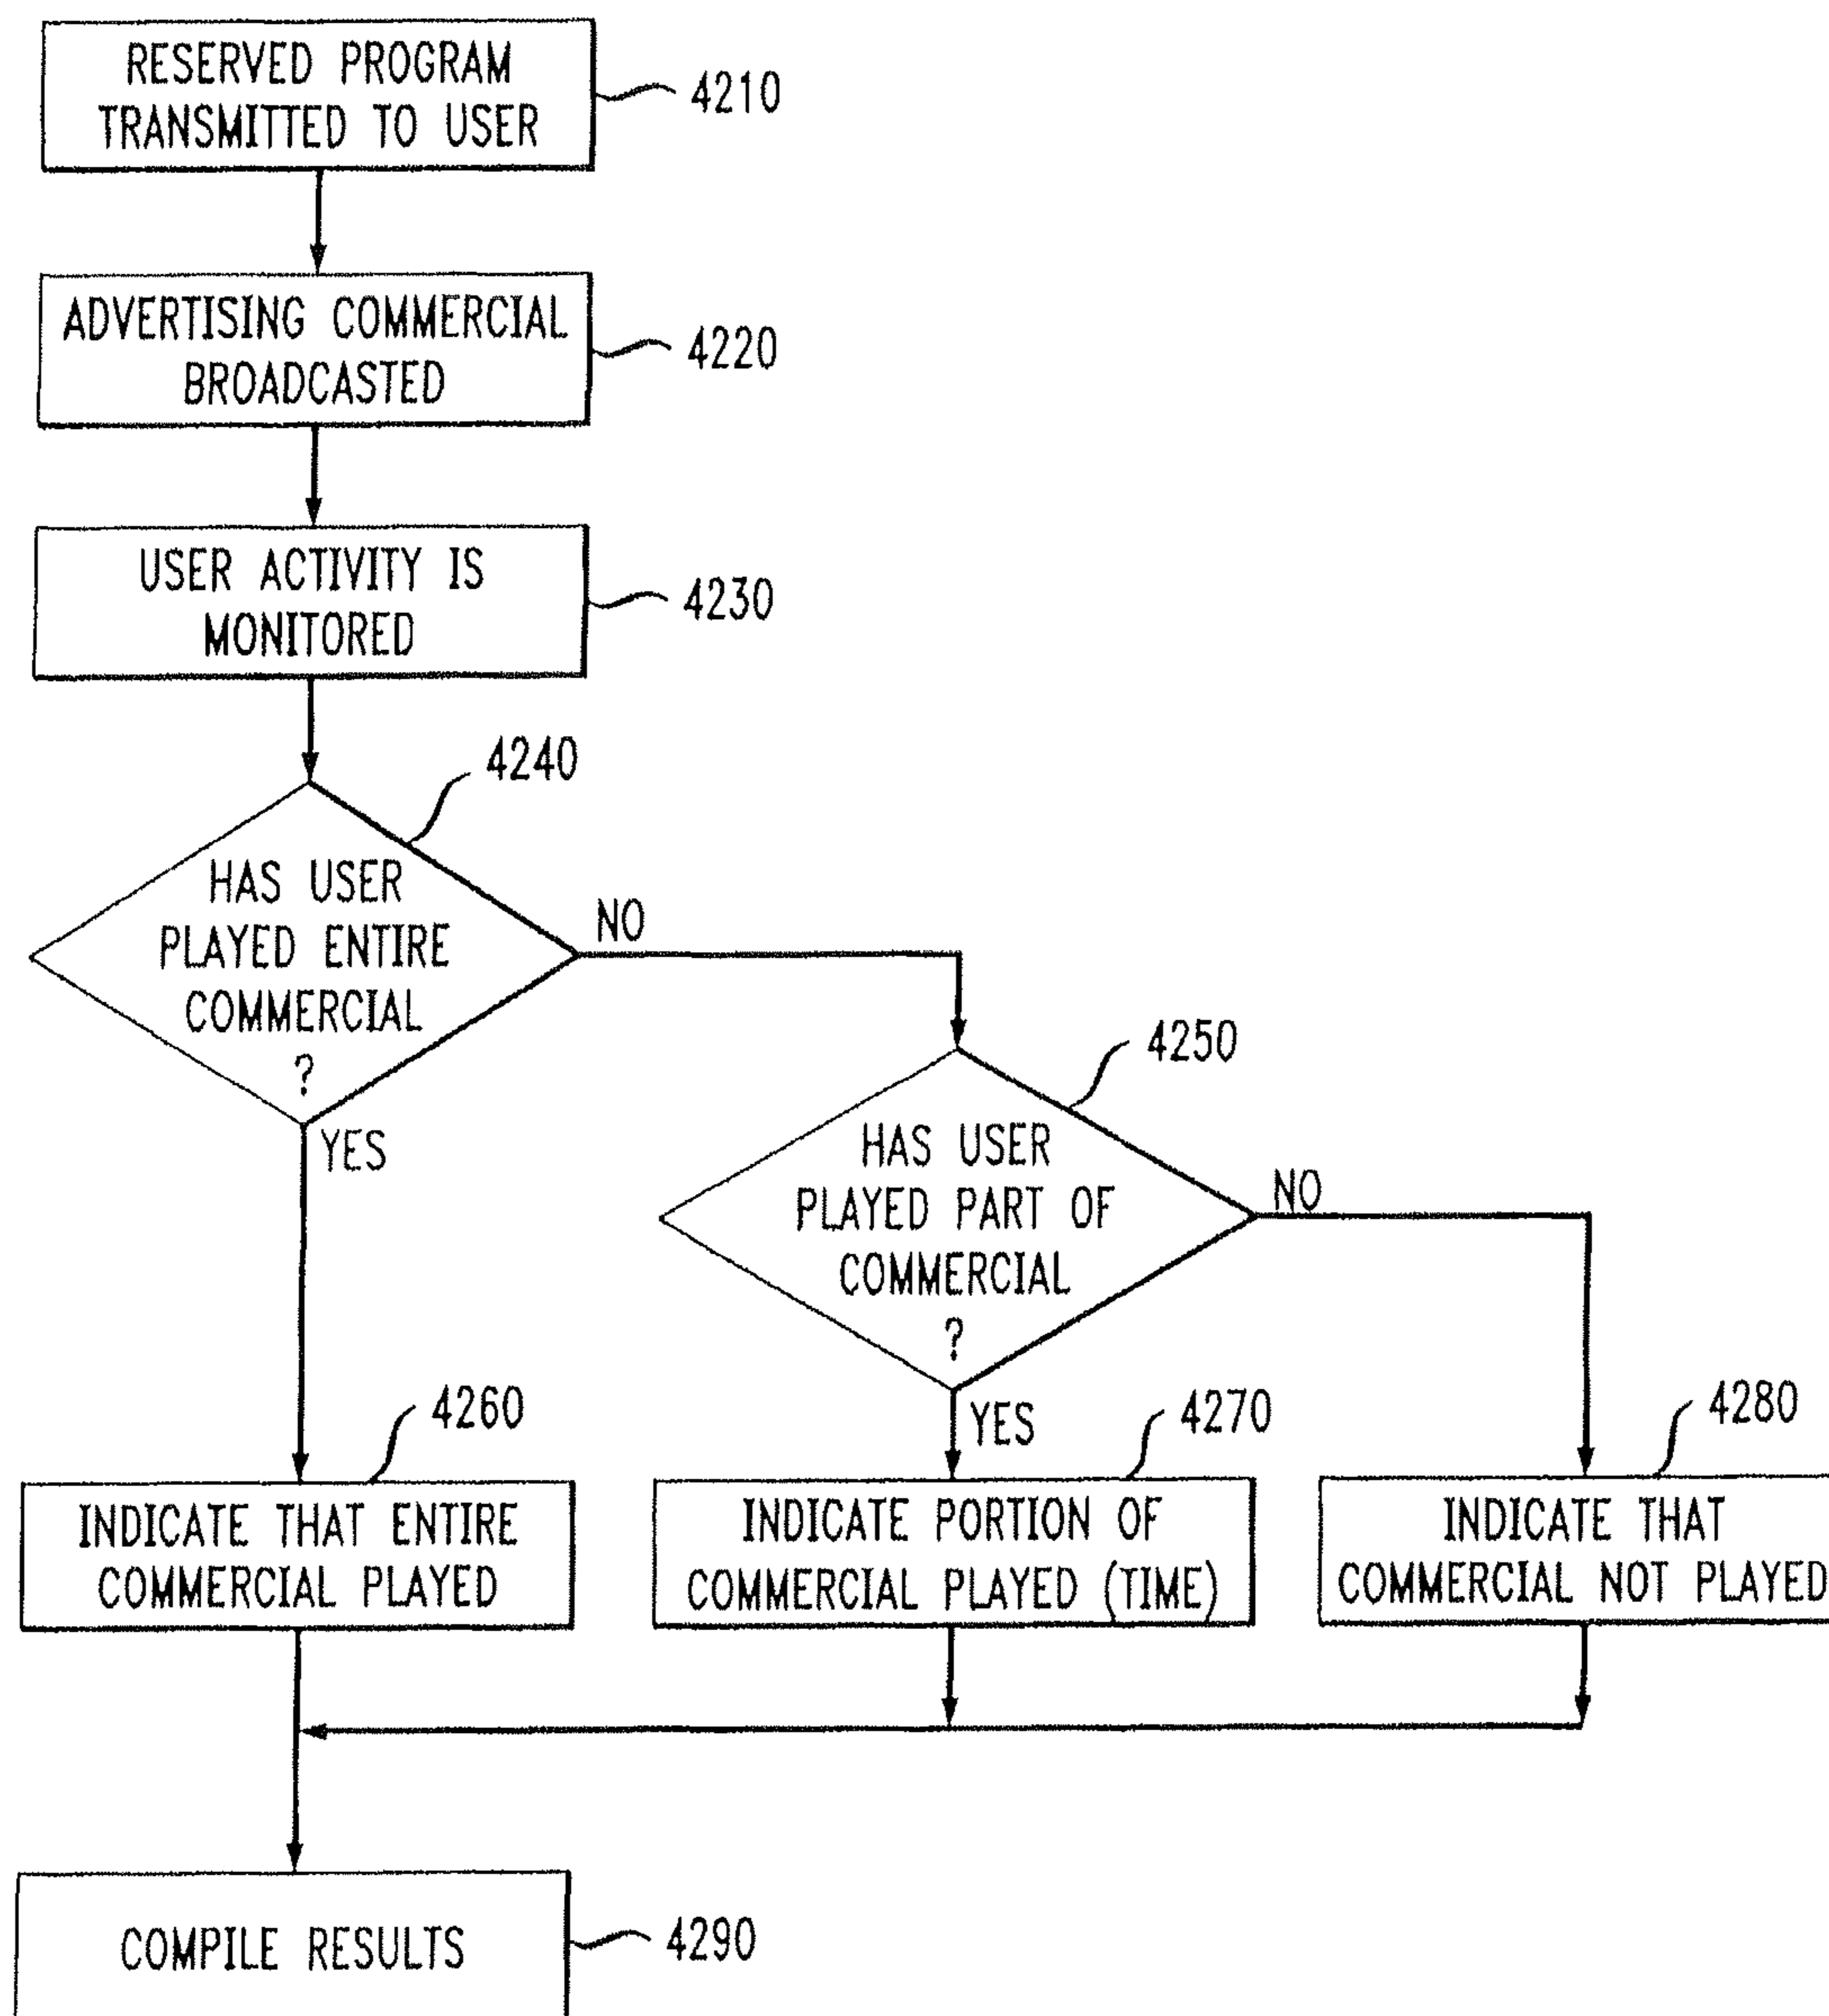 RESERVED PROGRAM
TRANSMITTED TO USER
4210
ADVERTISING COMMERCIAL
BROADCASTED
4220
USER ACTIVITY IS
MONITORED
4230
4240
HAS USER
PLAYED ENTIRE
COMMERCIAL
?
NO
YES
4250
HAS USER
PLAYED PART OF
COMMERCIAL
?
NO
YES
4260
INDICATE THAT ENTIRE
COMMERCIAL PLAYED
4270
INDICATE PORTION OF
COMMERCIAL PLAYED (TIME)
4280
INDICATE THAT
COMMERCIAL NOT PLAYED
COMPILE RESULTS
4290